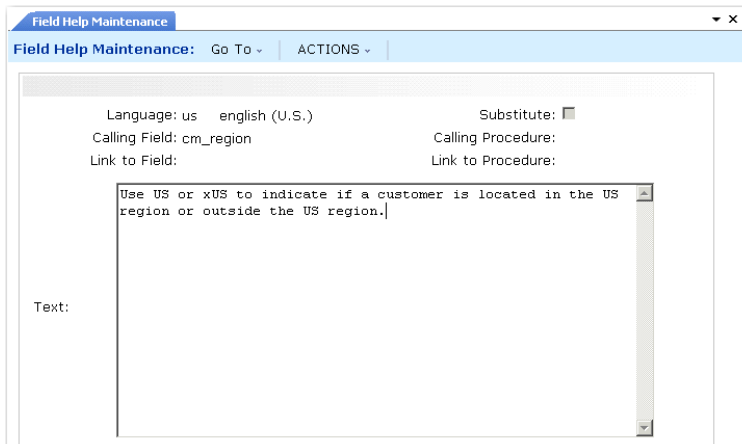 Field Help Maintenance
Field Help Maintenance: Go To ACTIONS
Language: us english (U.S.) Substitute:
Calling Field: cm_region Calling Procedure:
Link to Field: Link to Procedure:
Use US or xUS to indicate if a customer is located in the US
region or outside the US region.
Text: